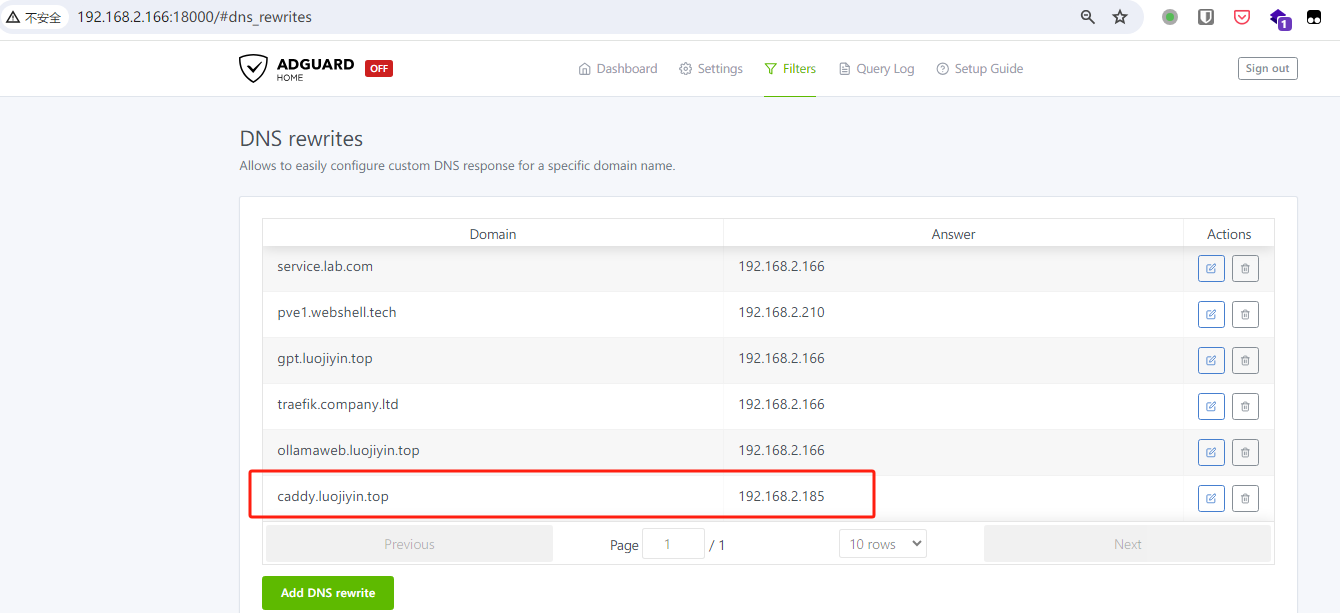 不安全 192.168.2.166:18000/#dns_rewrites
1
ADGUARD
HOME
OFF
Dashboard Settings Filters Query Log Setup Guide Sign out
DNS rewrites
Allows to easily configure custom DNS response for a specific domain name.
Domain Answer Actions
service.lab.com 192.168.2.166
pve1.webshell.tech 192.168.2.210
gpt.luojiyin.top 192.168.2.166
traefik.company.ltd 192.168.2.166
ollamaweb.luojiyin.top 192.168.2.166
caddy.luojiyin.top 192.168.2.185
Previous Page 1 / 1 10 rows Next
Add DNS rewrite